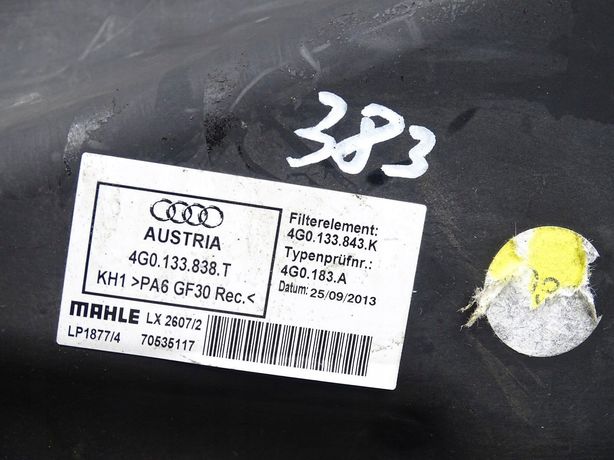 383
AUSTRIA
4G0.133.838.T
KH1 >PA6 GF30 Rec.<
Filterelement:
4G0.133.843.K
Typenprüfnr.:
4G0.183.A
Datum: 25/09/2013
MAHLE LX 2607/2
LP1877/4 70535117